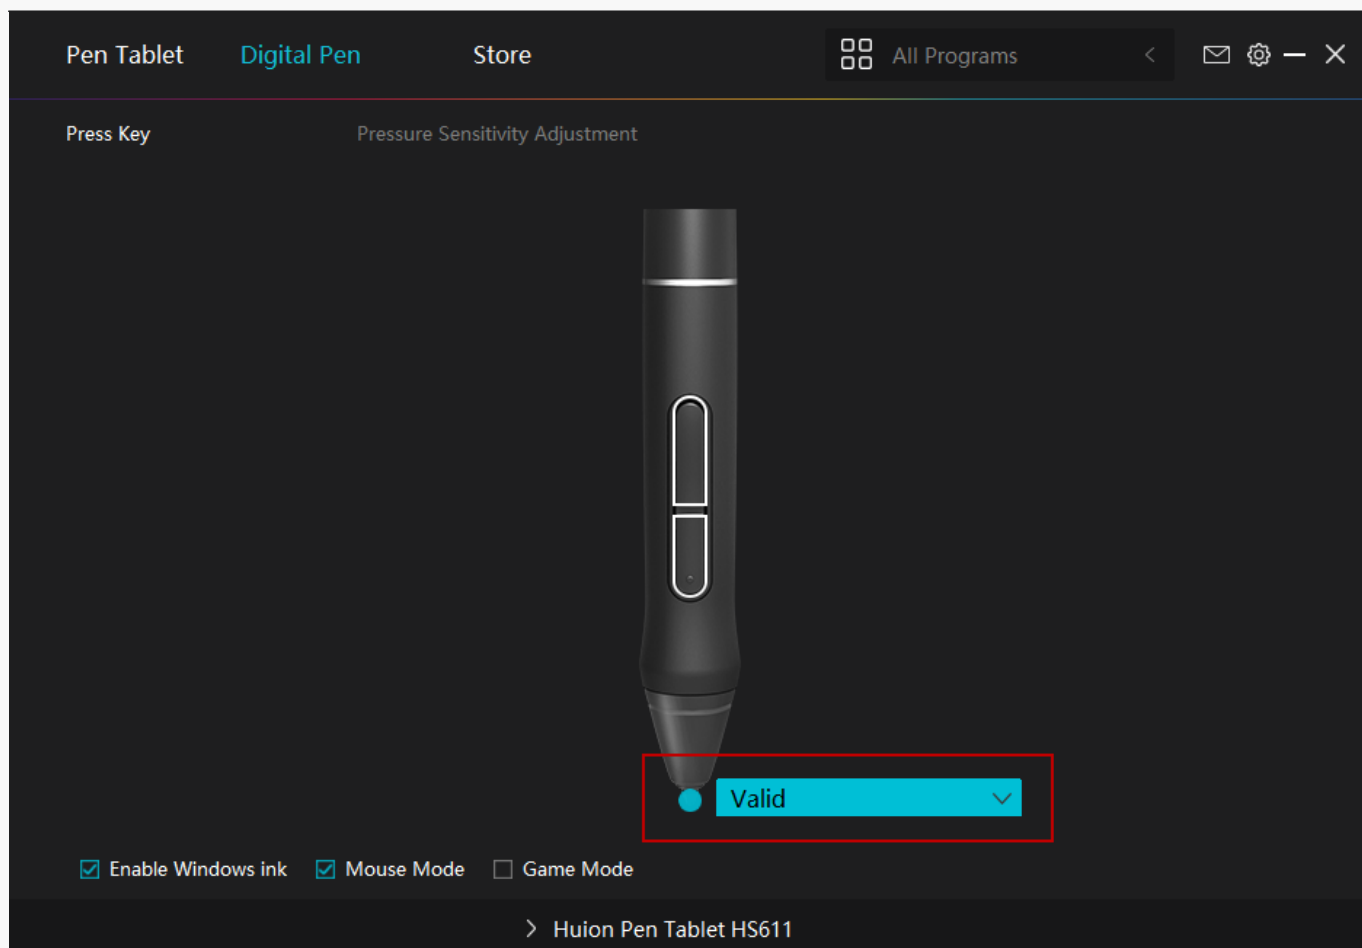 Pen Tablet Digital Pen Store All Programs
Press Key Pressure Sensitivity Adjustment
Valid
Enable Windows ink Mouse Mode Game Mode
Huion Pen Tablet HS611